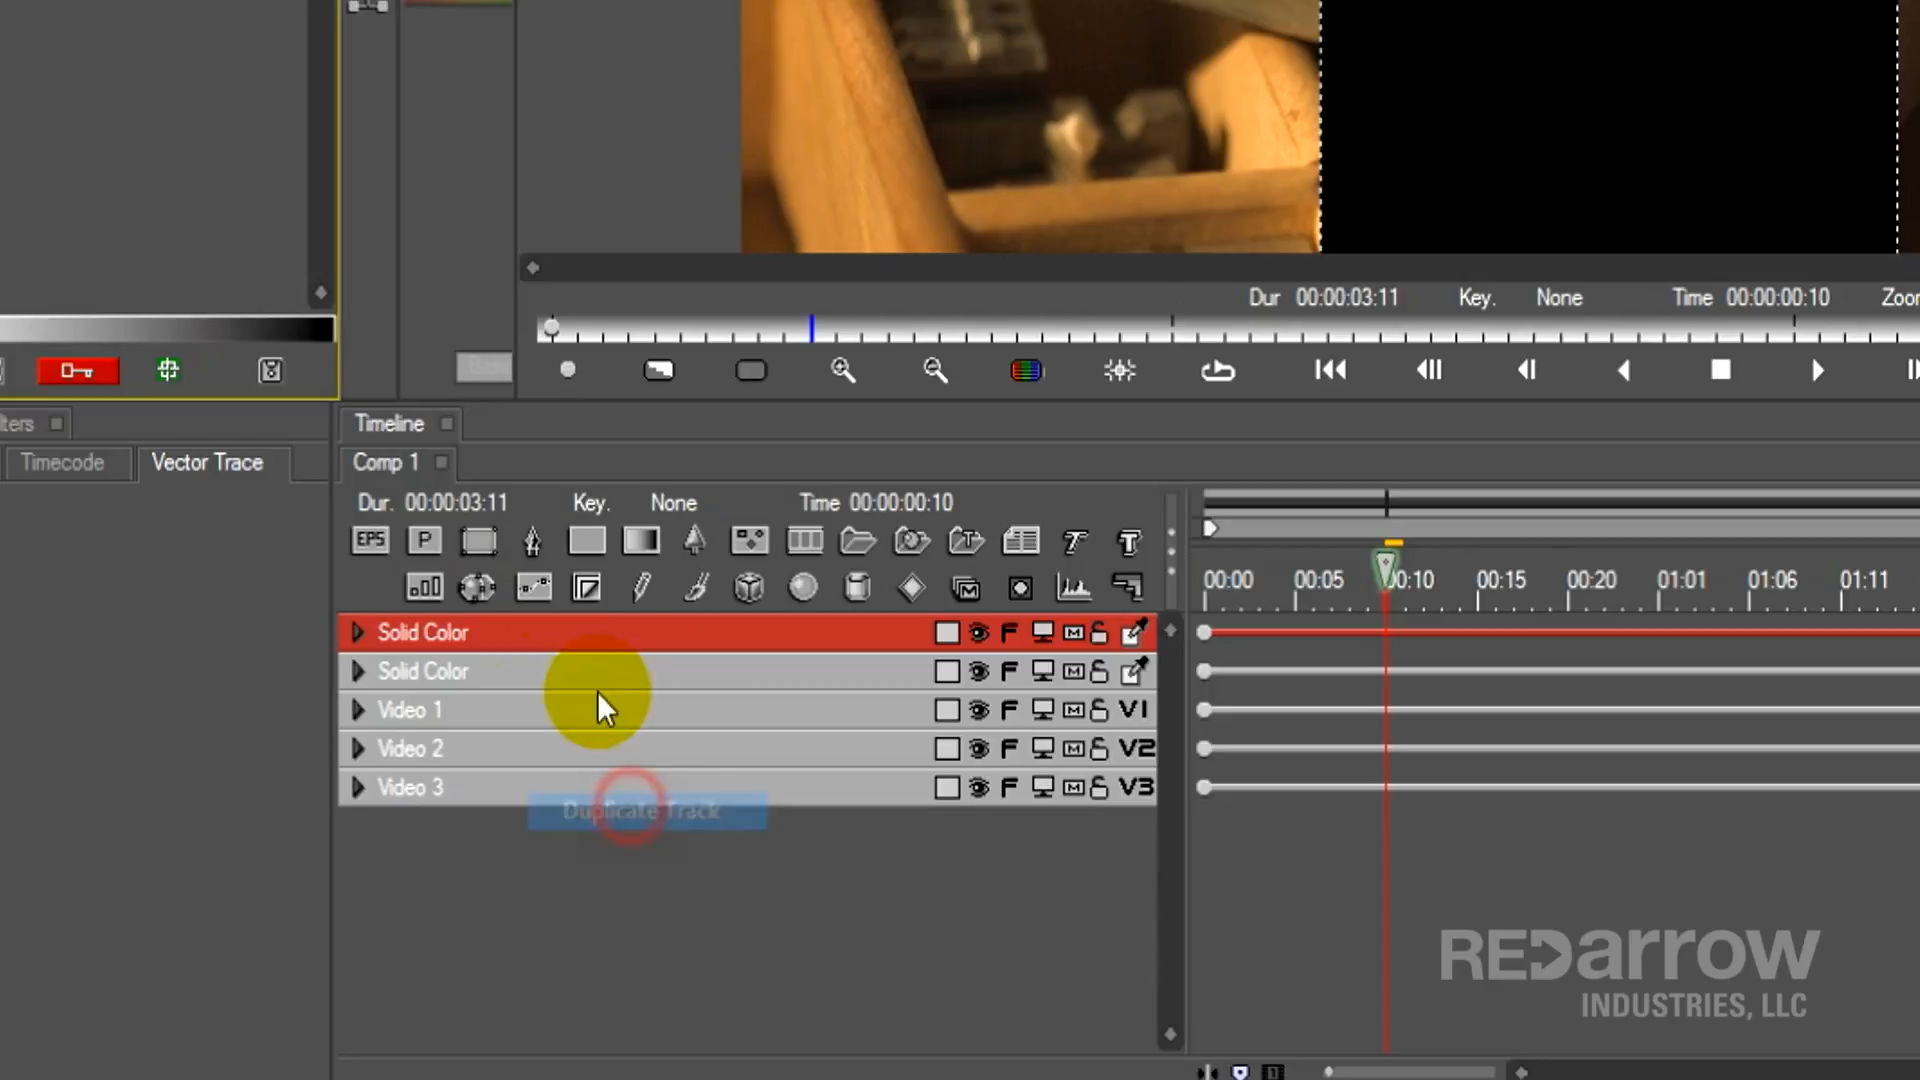 Dur 00:00:03:11 Key. None Time 00:00:00:10 Zoo
Timeline
Timecode Vector Trace Comp 1
Dur. 00:00:03:11 Key. None Time 00:00:00:10
EPS P T T
00:00 00:05 00:10 00:15 00:20 01:01 01:06 01:11
Solid Color F M
Solid Color F M
Video 1 F M V1
Video 2 F M V2
Video 3 F M V3
Duplicate Track
REDarrow
INDUSTRIES, LLC